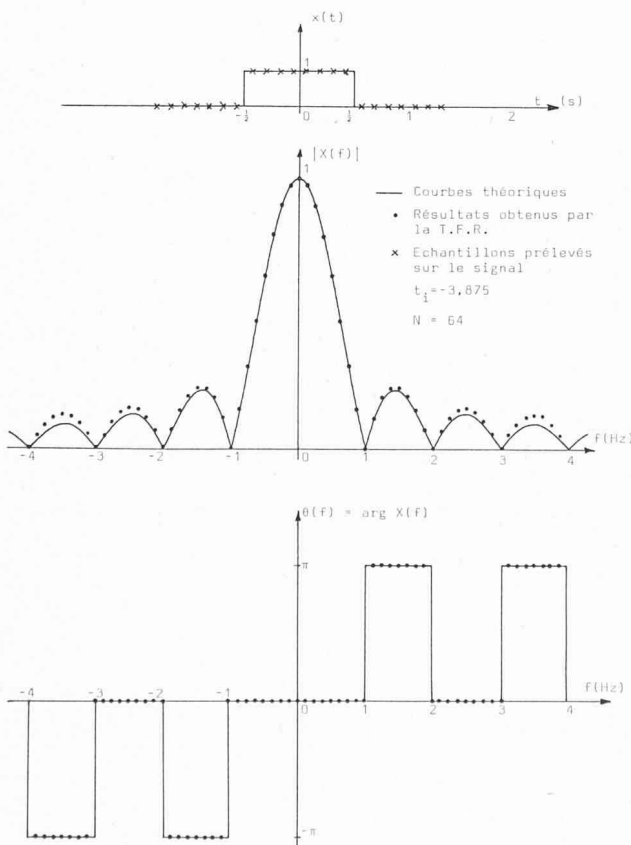 x(t)
1
-½ 0 ½ 1 2 t (s)
|X(f)|
1
Courbes théoriques
Résultats obtenus par
la T.F.R.
Echantillons prélevés
sur le signal
t_i=-3,875
N = 64
-4 -3 -2 -1 0 1 2 3 4 f(Hz)
θ(f) = arg X(f)
π
-4 -3 -2 -1 0 1 2 3 4 f(Hz)
-π